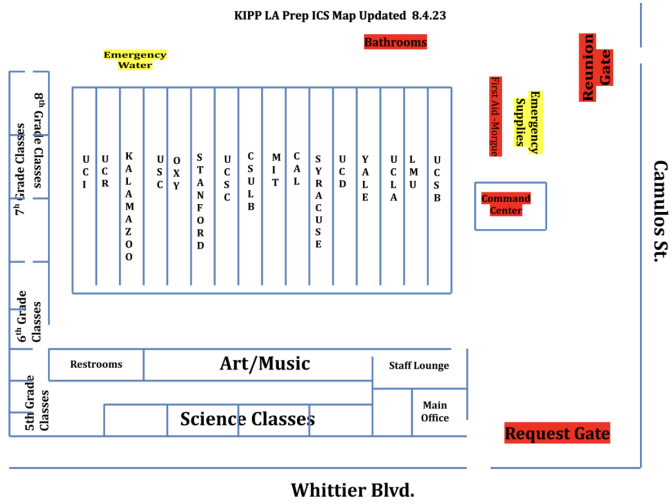 KIPP LA Prep ICS Map Updated 8.4.23
Bathrooms
Emergency
Water
Reunion
Gate
First Aid -Morgue
Emergency
Supplies
8th Grade Classes
7th Grade Classes
UCI
UCR
KALAMAZOO
USC
OXY
STANFORD
UCSC
CSULB
MIT
CAL
SYRACUSE
UCD
YALE
UCLA
LMU
UCSB
Command
Center
Camulos St.
6th Grade
Classes
Restrooms
Art/Music
Staff Lounge
5th Grade
Classes
Science Classes
Main
Office
Request Gate
Whittier Blvd.